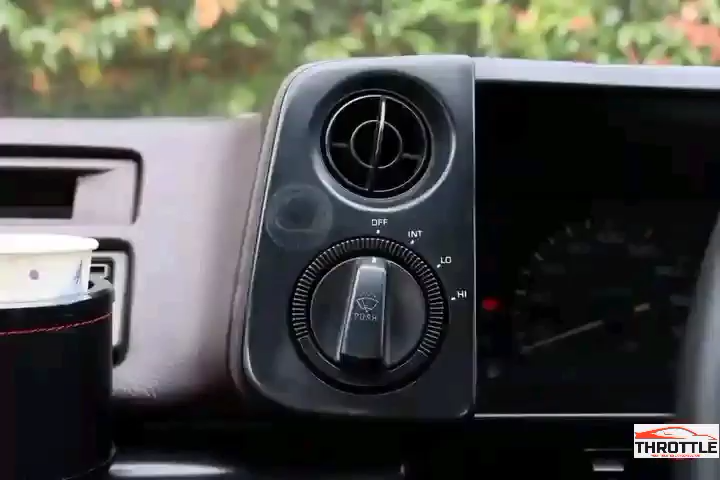 OFF
INT
LO
HI
PUSH
THROTTLE